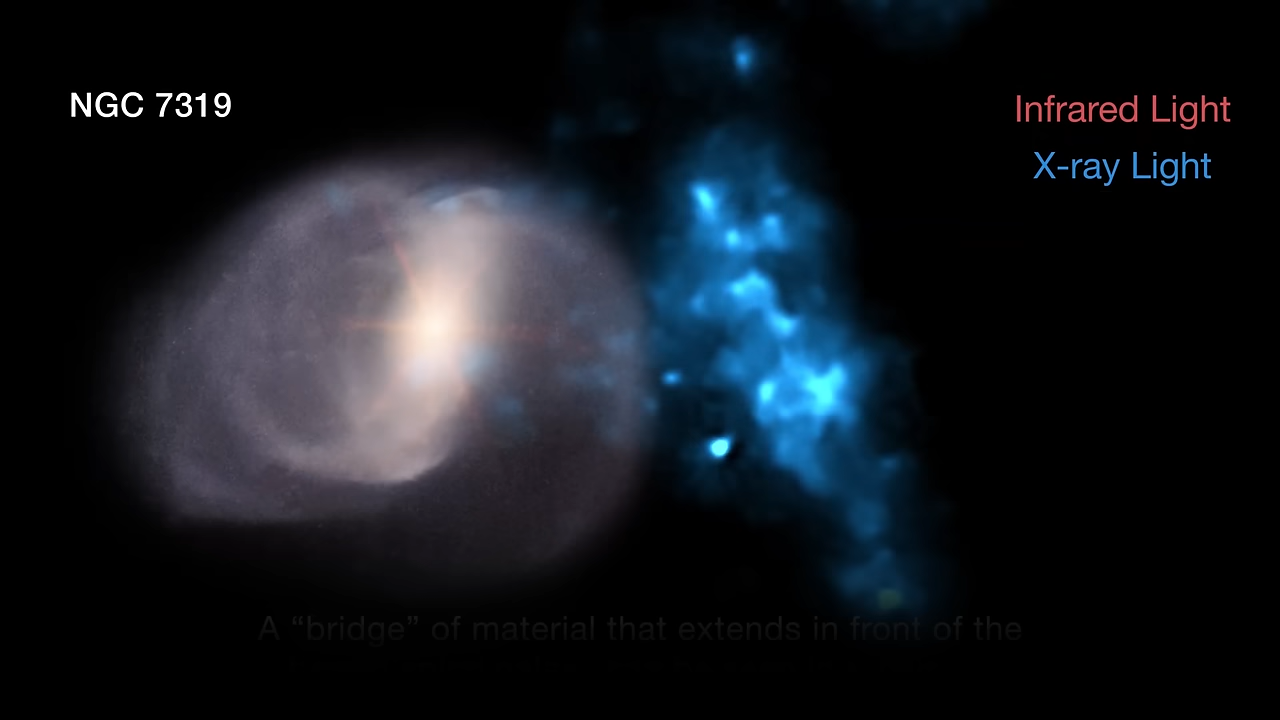 NGC 7319
Infrared Light
X-ray Light
A “bridge” of material that extends in front of the